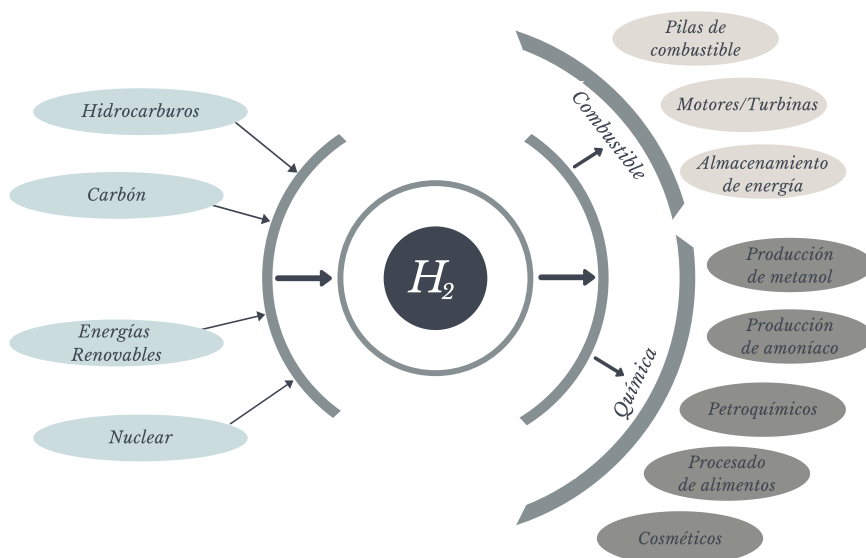 Hidrocarburos
Carbón
Energías
Renovables
Nuclear
H2
Combustible
Química
Pilas de
combustible
Motores/Turbinas
Almacenamiento
de energía
Producción
de metanol
Producción
de amoníaco
Petroquímicos
Procesado
de alimentos
Cosméticos